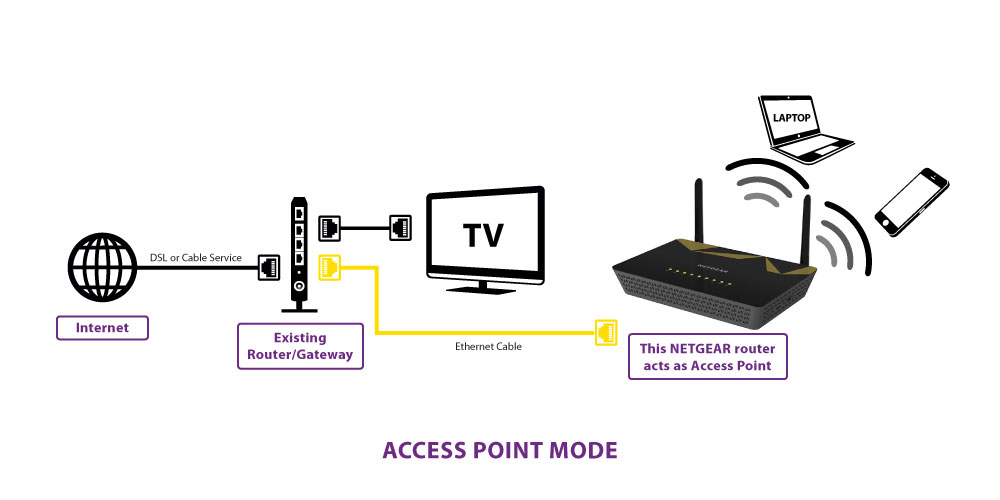 LAPTOP
TV
NETGEAR
DSL or Cable Service
Internet
Existing
Router/Gateway
Ethernet Cable
This NETGEAR router
acts as Access Point
ACCESS POINT MODE